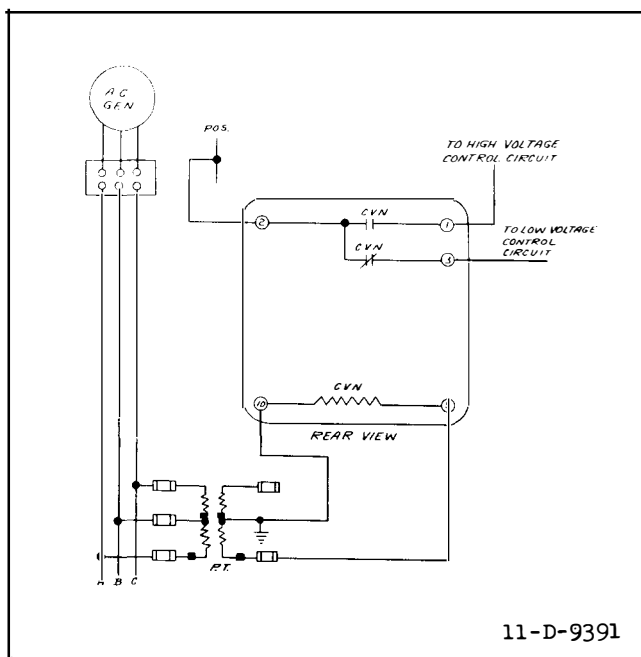 A C
GEN
POS.
TO HIGH VOLTAGE
CONTROL CIRCUIT
CVN
2
1
TO LOW VOLTAGE
CONTROL
CIRCUIT
CVN
3
CVN
10
REAR VIEW
P.T.
A B C
11-D-9391